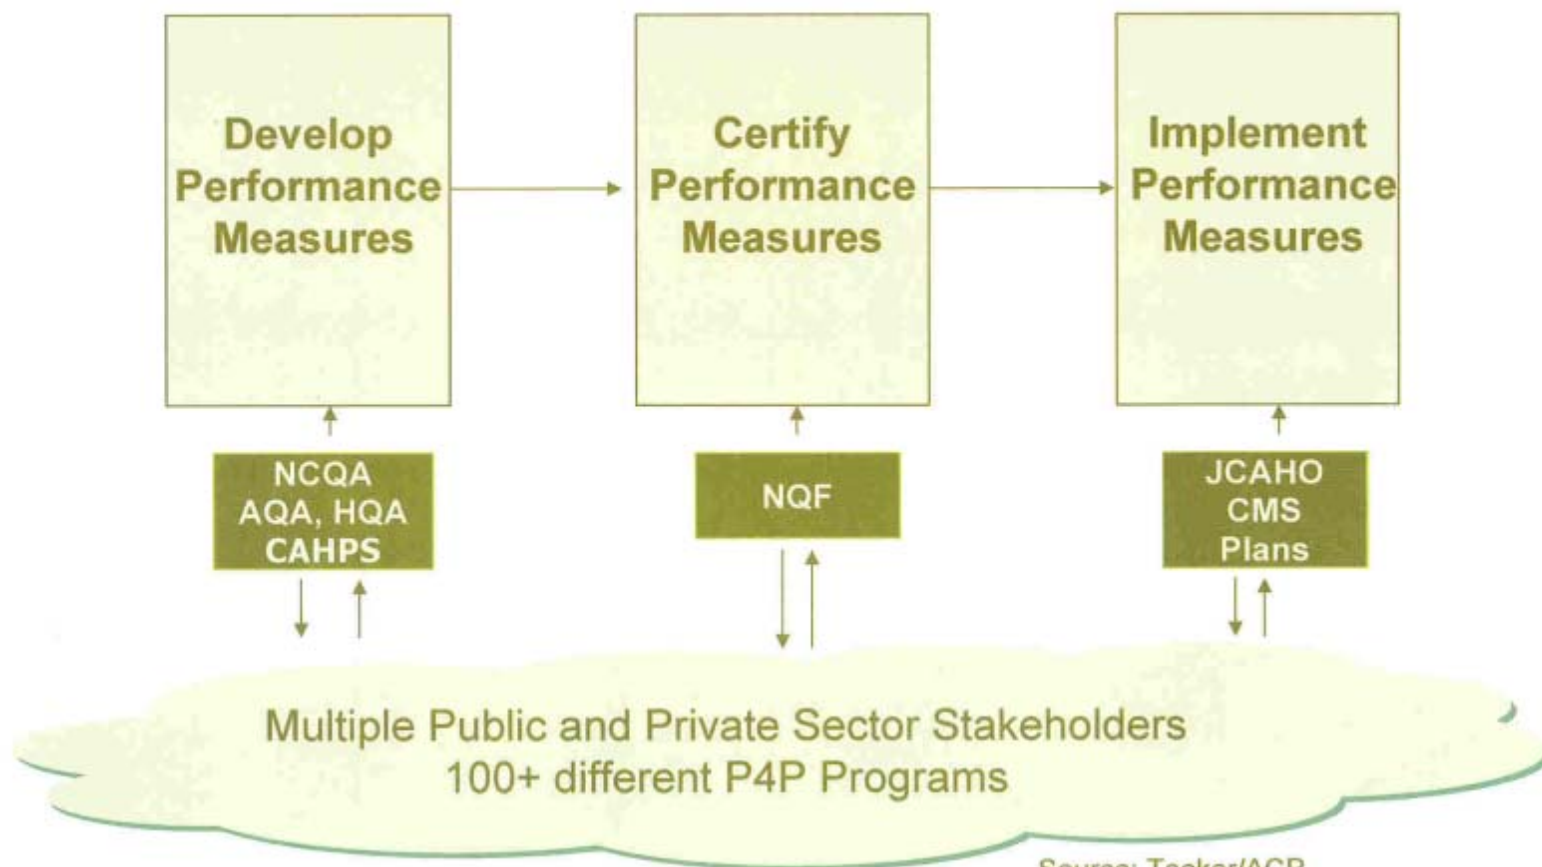 Develop
Performance
Measures
Certify
Performance
Measures
Implement
Performance
Measures
NCQA
AQA, HQA
CAHPS
NQF
JCAHO
CMS
Plans
Multiple Public and Private Sector Stakeholders
100+ different P4P Programs
Source: